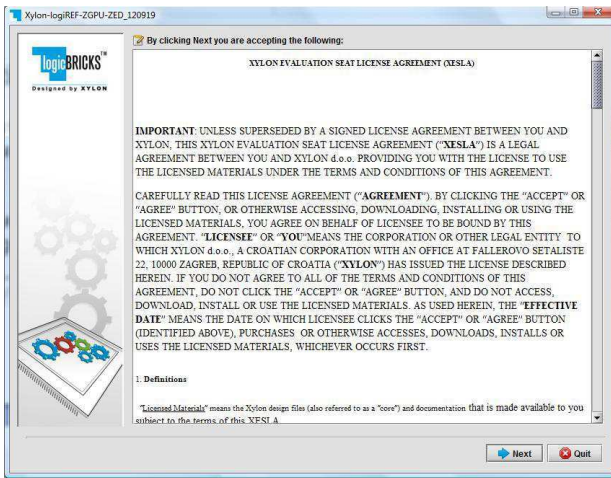 Xylon-logiREF-ZGPU-ZED_120919
By clicking Next you are accepting the following:
logicBRICKS™
Designed by XYLON
XYLON EVALUATION SEAT LICENSE AGREEMENT (XESLA)
IMPORTANT: UNLESS SUPERSEDED BY A SIGNED LICENSE AGREEMENT BETWEEN YOU AND
XYLON, THIS XYLON EVALUATION SEAT LICENSE AGREEMENT ("XESLA") IS A LEGAL
AGREEMENT BETWEEN YOU AND XYLON d.o.o. PROVIDING YOU WITH THE LICENSE TO USE
THE LICENSED MATERIALS UNDER THE TERMS AND CONDITIONS OF THIS AGREEMENT.
CAREFULLY READ THIS LICENSE AGREEMENT ("AGREEMENT"). BY CLICKING THE "ACCEPT" OR
"AGREE" BUTTON, OR OTHERWISE ACCESSING, DOWNLOADING, INSTALLING OR USING THE
LICENSED MATERIALS, YOU AGREE ON BEHALF OF LICENSEE TO BE BOUND BY THIS
AGREEMENT. "LICENSEE" OR "YOU"MEANS THE CORPORATION OR OTHER LEGAL ENTITY TO
WHICH XYLON d.o.o., A CROATIAN CORPORATION WITH AN OFFICE AT FALLEROVO SETALISTE
22, 10000 ZAGREB, REPUBLIC OF CROATIA ("XYLON") HAS ISSUED THE LICENSE DESCRIBED
HEREIN. IF YOU DO NOT AGREE TO ALL OF THE TERMS AND CONDITIONS OF THIS
AGREEMENT, DO NOT CLICK THE "ACCEPT" OR "AGREE" BUTTON, AND DO NOT ACCESS,
DOWNLOAD, INSTALL OR USE THE LICENSED MATERIALS. AS USED HEREIN, THE "EFFECTIVE
DATE" MEANS THE DATE ON WHICH LICENSEE CLICKS THE "ACCEPT" OR "AGREE" BUTTON
(IDENTIFIED ABOVE), PURCHASES OR OTHERWISE ACCESSES, DOWNLOADS, INSTALLS OR
USES THE LICENSED MATERIALS, WHICHEVER OCCURS FIRST.
1. Definitions
"Licensed Materials" means the Xylon design files (also referred to as a "core") and documentation that is made available to you
subject to the terms of this XESLA
Next
Quit